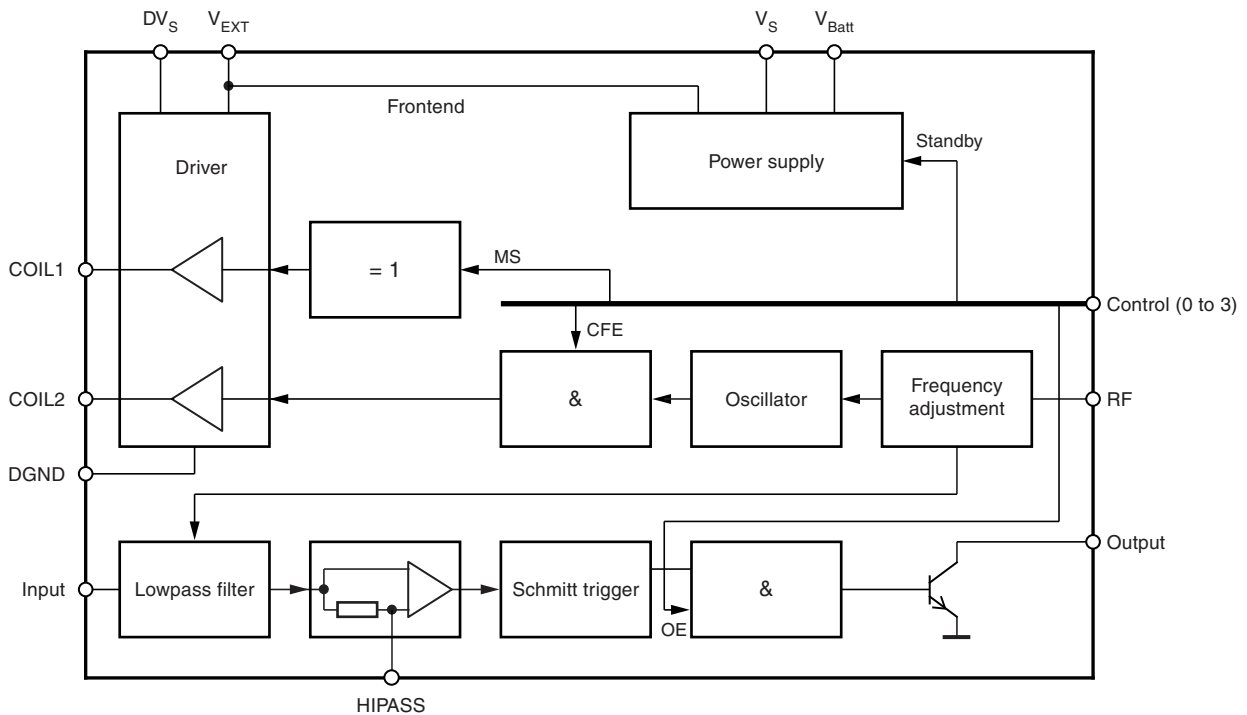 DVS VEXT VS VBatt
Frontend
Driver
Power supply
Standby
COIL1
= 1
MS
Control (0 to 3)
CFE
COIL2
&
Oscillator
Frequency
adjustment
RF
DGND
Output
Input
Lowpass filter
Schmitt trigger
&
OE
HIPASS